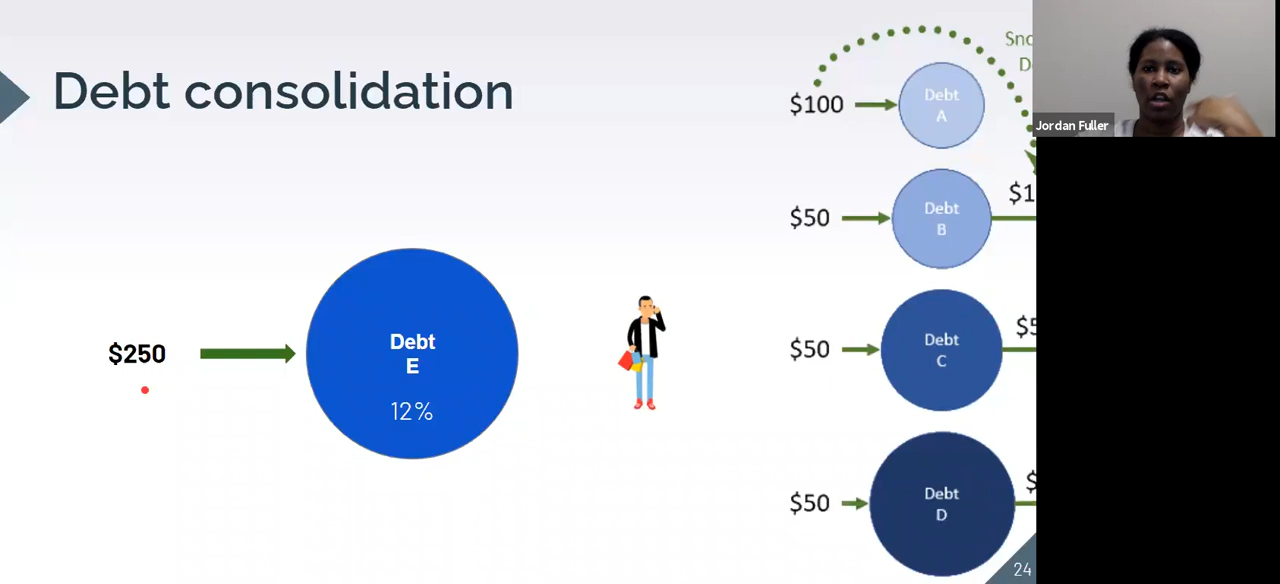 Debt consolidation
$250
Debt
E
12%
$100
Debt
A
$50
Debt
B
$50
Debt
C
$50
Debt
D
24
Jordan Fuller